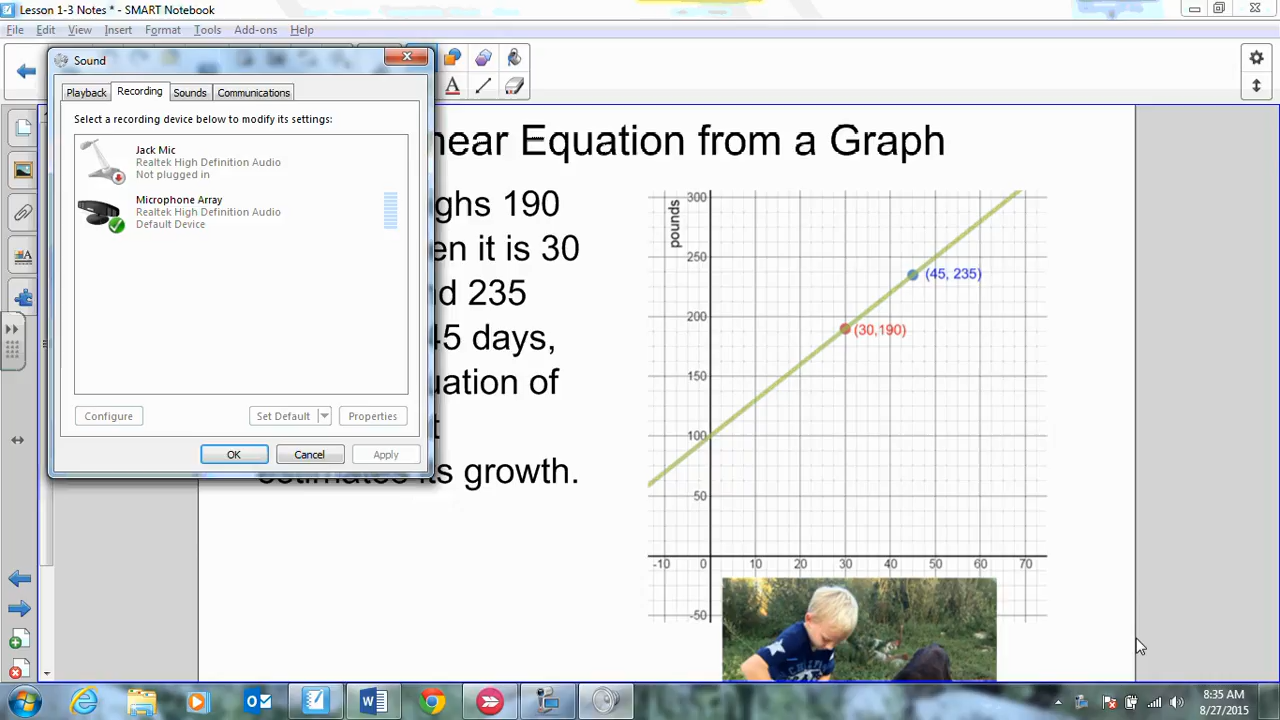 Lesson 1-3 Notes * - SMART Notebook
File Edit View Insert Format Tools Add-ons Help
Sound
Playback Recording Sounds Communications
Select a recording device below to modify its settings:
Jack Mic
Realtek High Definition Audio
Not plugged in
Microphone Array
Realtek High Definition Audio
Default Device
Configure Set Default Properties
OK Cancel Apply
near Equation from a Graph
ghs 190
en it is 30
nd 235
45 days,
uation of
t
estimates its growth.
pounds
300
250
200
150
100
50
-50
-10 0 10 20 30 40 50 60 70
(45, 235)
(30,190)
8:35 AM
8/27/2015